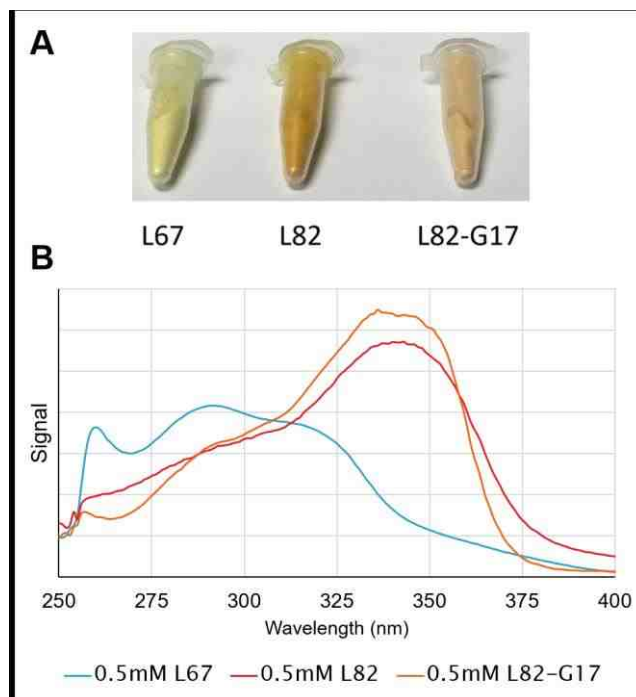 A
L67 L82 L82-G17
B
Signal
250 275 300 325 350 375 400
Wavelength (nm)
0.5mM L67 0.5mM L82 0.5mM L82-G17